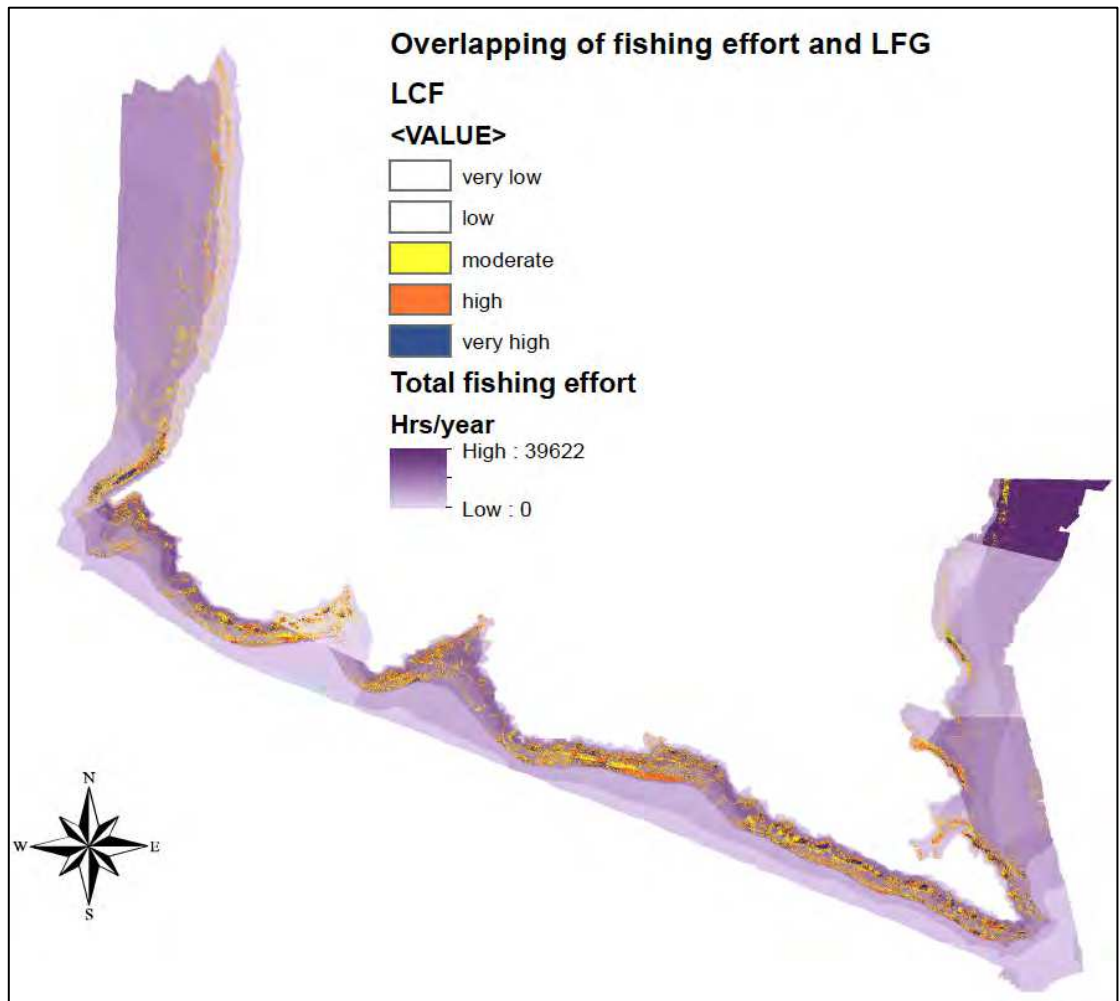 Overlapping of fishing effort and LFG
LCF
<VALUE>
very low
low
moderate
high
very high
Total fishing effort
Hrs/year
High : 39622
Low : 0
N
W
E
S